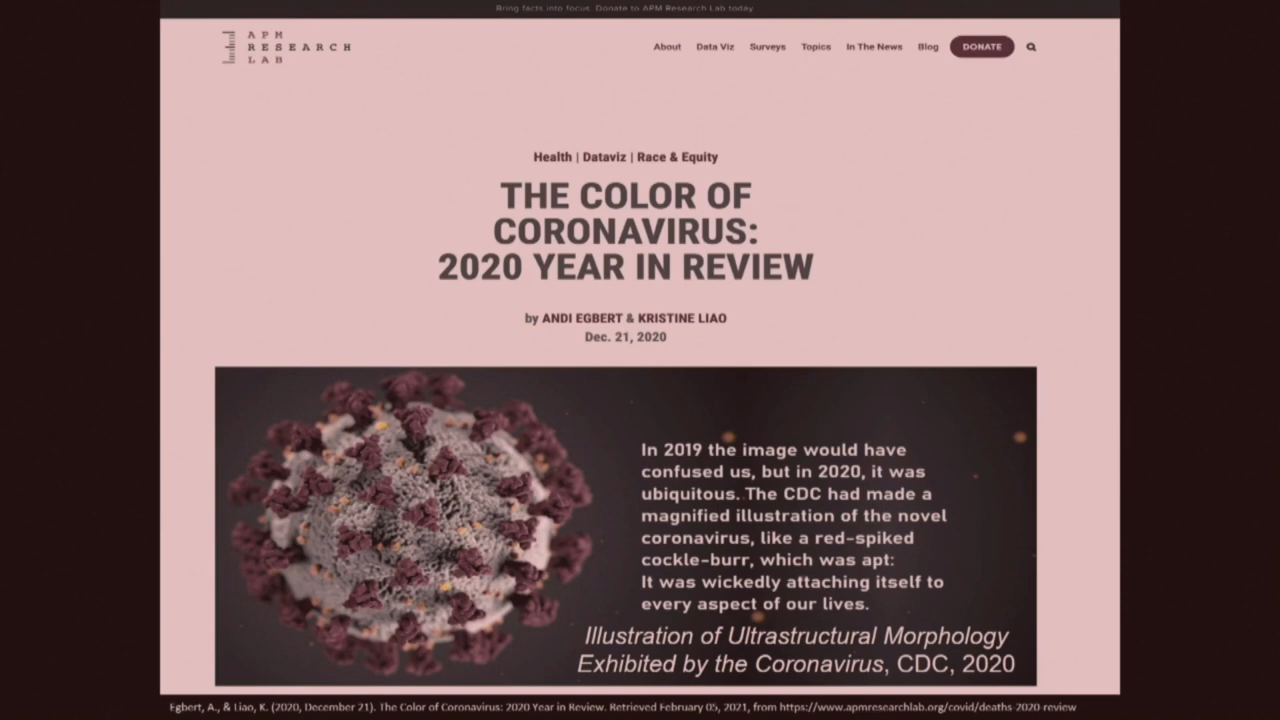 Bring facts into focus. Donate to APM Research Lab today.
APM
RESEARCH
LAB
About Data Viz Surveys Topics In The News Blog DONATE
Health | Dataviz | Race & Equity
THE COLOR OF
CORONAVIRUS:
2020 YEAR IN REVIEW
by ANDI EGBERT & KRISTINE LIAO
Dec. 21, 2020
In 2019 the image would have
confused us, but in 2020, it was
ubiquitous. The CDC had made a
magnified illustration of the novel
coronavirus, like a red-spiked
cockle-burr, which was apt:
It was wickedly attaching itself to
every aspect of our lives.
Illustration of Ultrastructural Morphology
Exhibited by the Coronavirus, CDC, 2020
Egbert, A., & Liao, K. (2020, December 21). The Color of Coronavirus: 2020 Year in Review. Retrieved February 05, 2021, from https://www.apmresearchlab.org/covid/deaths-2020-review